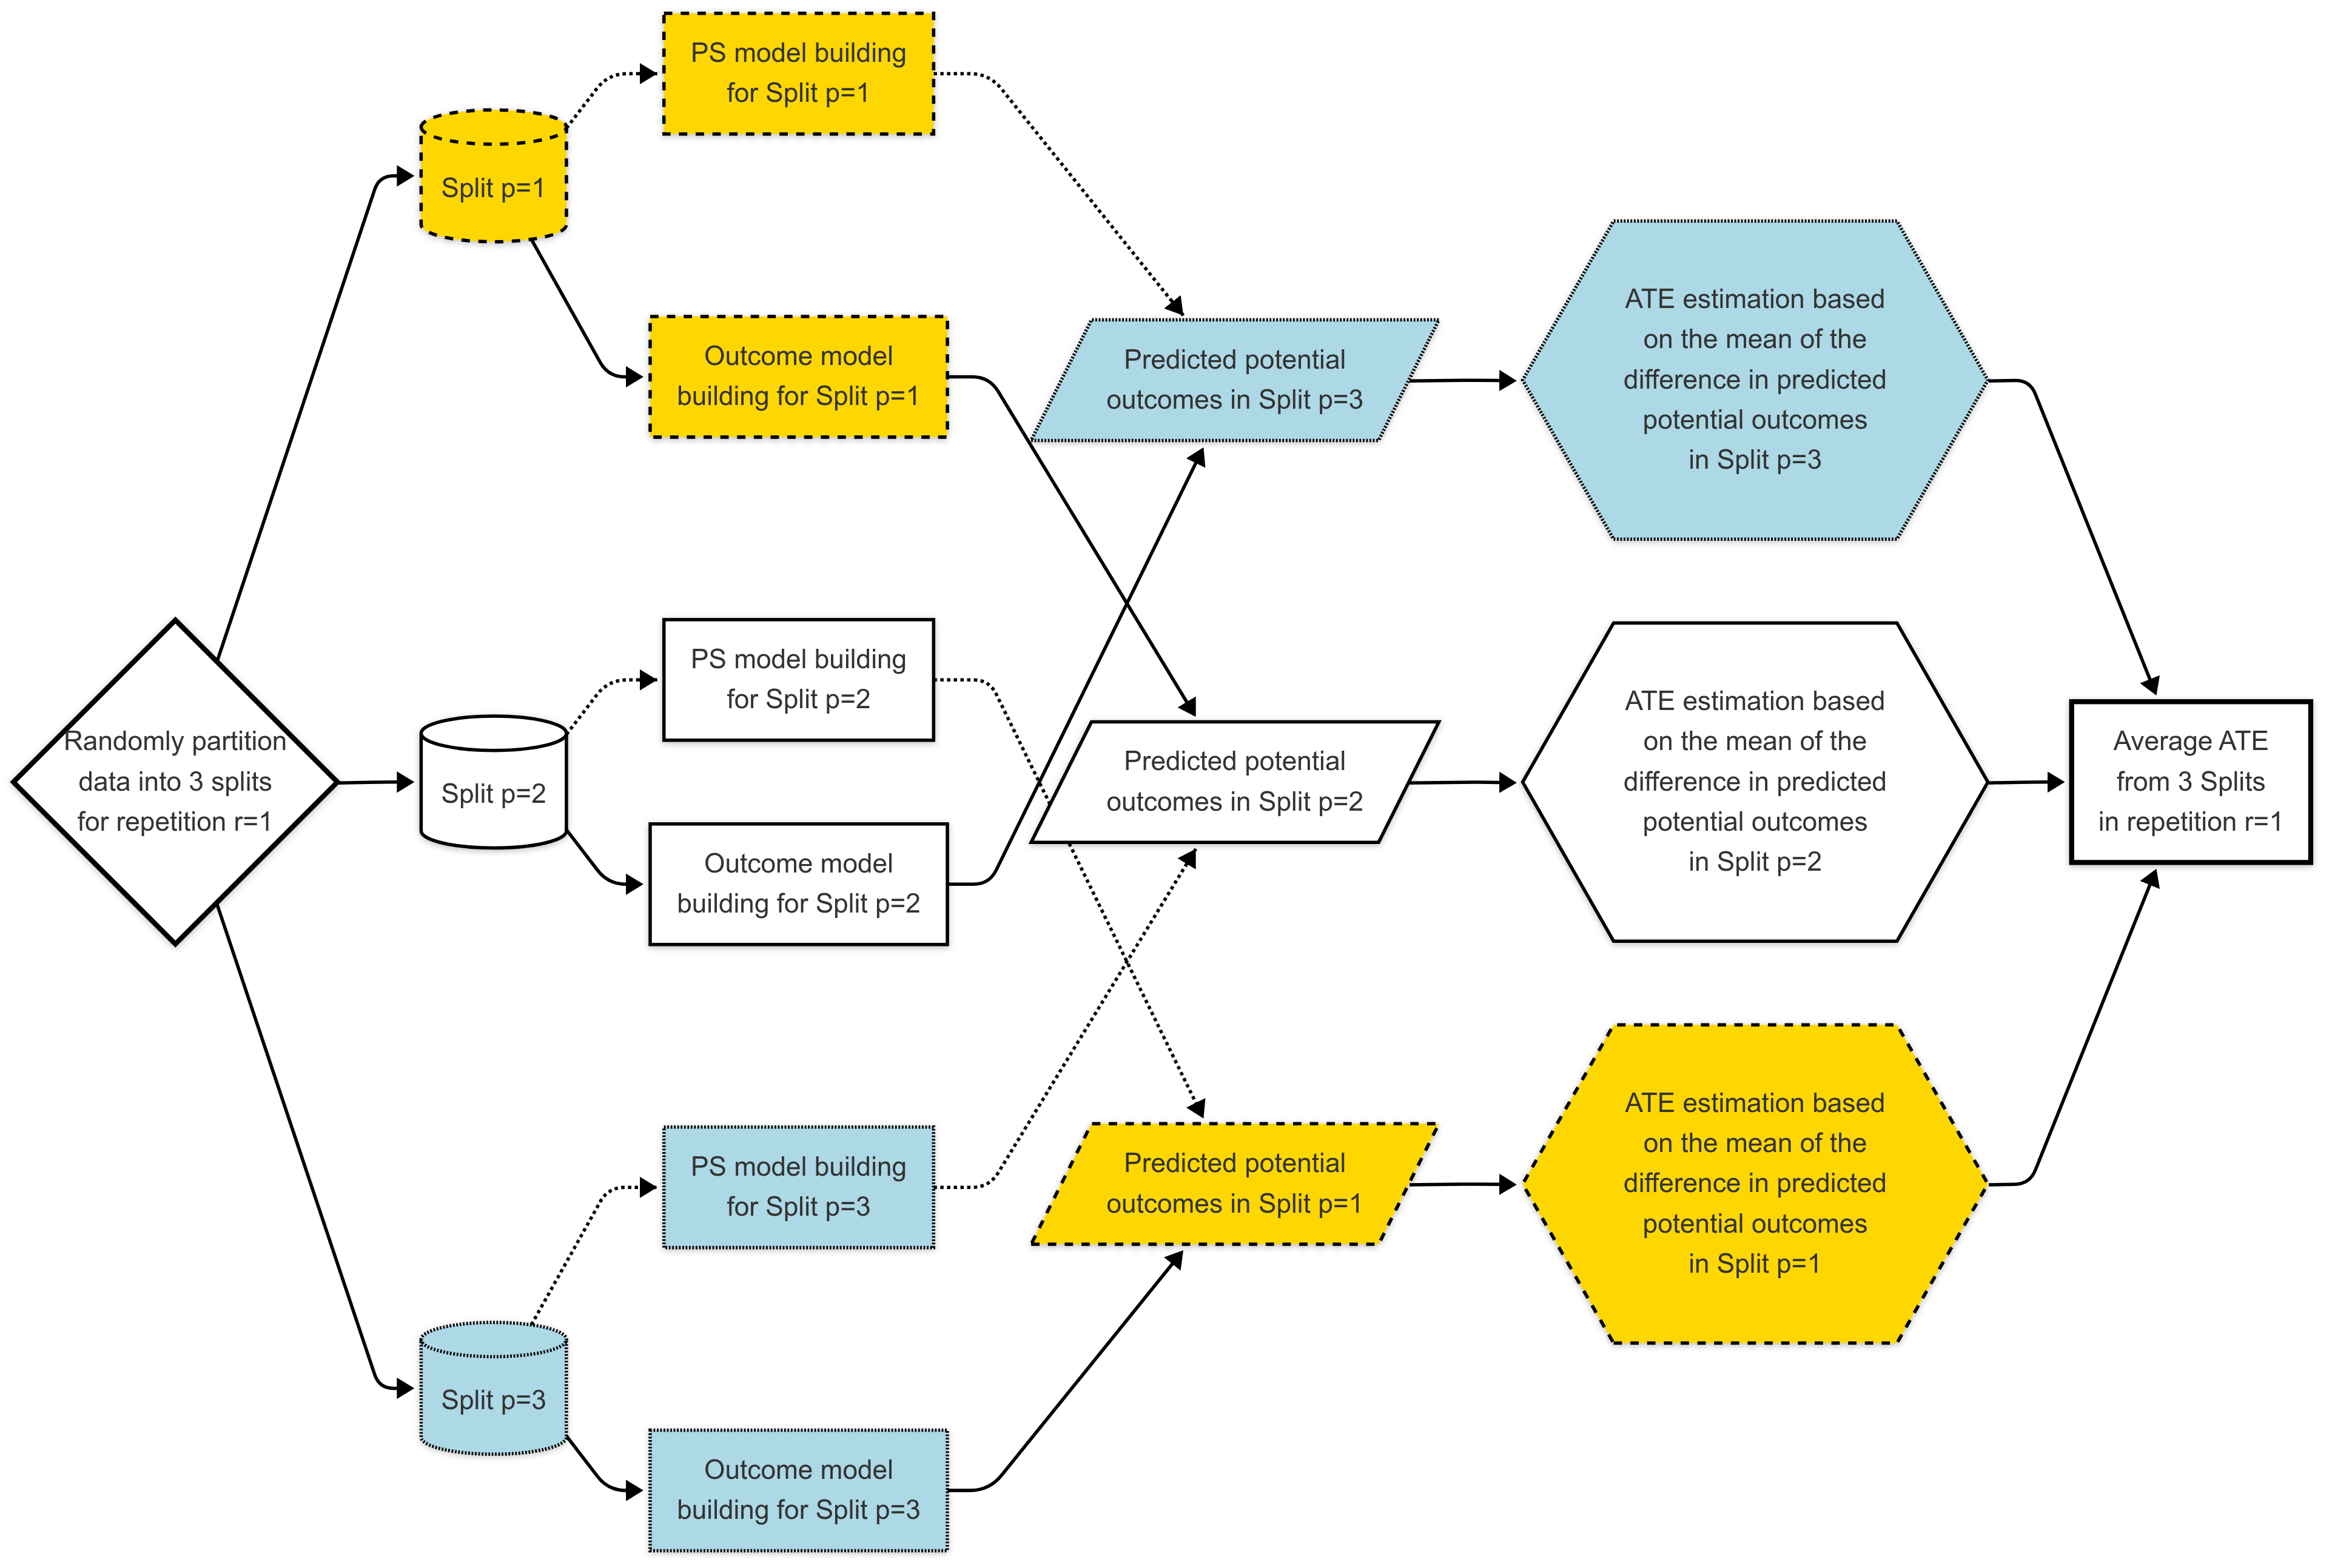 Randomly partition
data into 3 splits
for repetition r=1
Split p=1
Split p=2
Split p=3
PS model building
for Split p=1
Outcome model
building for Split p=1
PS model building
for Split p=2
Outcome model
building for Split p=2
PS model building
for Split p=3
Outcome model
building for Split p=3
Predicted potential
outcomes in Split p=3
Predicted potential
outcomes in Split p=2
Predicted potential
outcomes in Split p=1
ATE estimation based
on the mean of the
difference in predicted
potential outcomes
in Split p=3
ATE estimation based
on the mean of the
difference in predicted
potential outcomes
in Split p=2
ATE estimation based
on the mean of the
difference in predicted
potential outcomes
in Split p=1
Average ATE
from 3 Splits
in repetition r=1